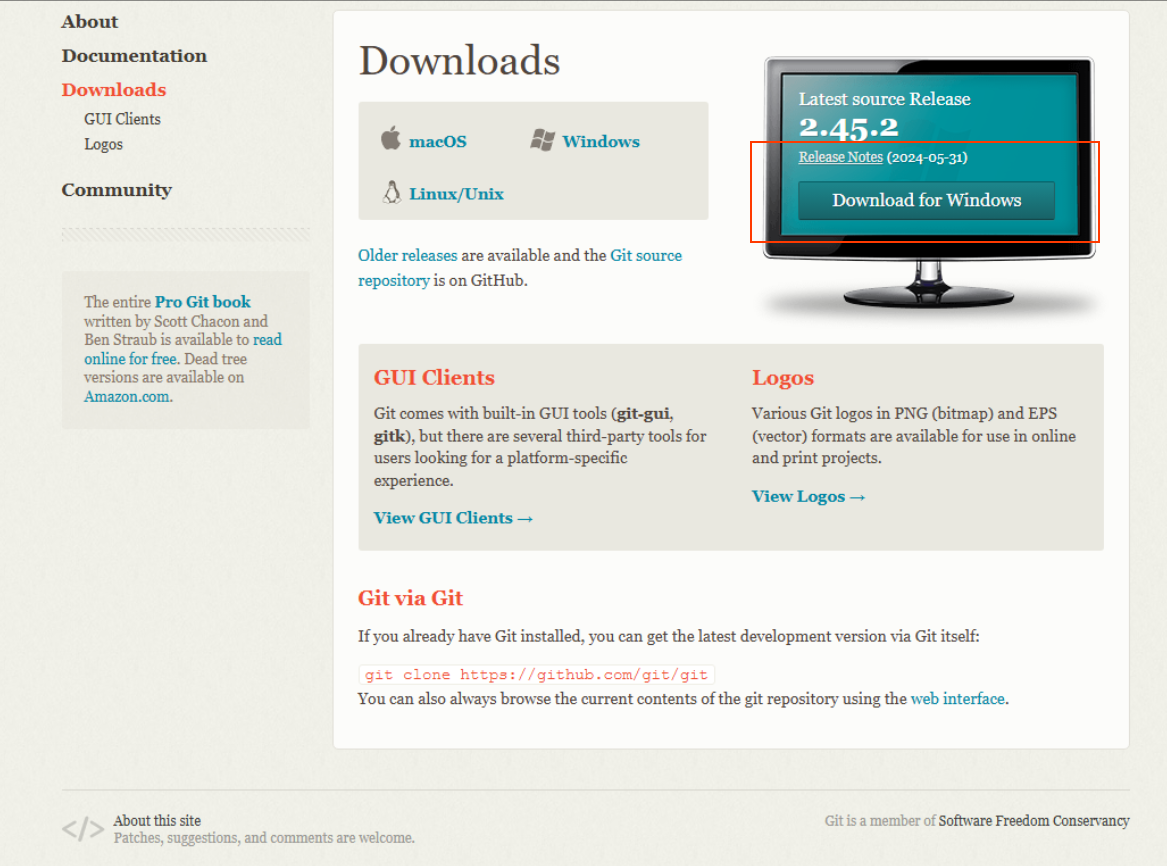 About
Documentation
Downloads
GUI Clients
Logos
Community
The entire Pro Git book
written by Scott Chacon and
Ben Straub is available to read
online for free. Dead tree
versions are available on
Amazon.com.
Downloads
macOS
Windows
Linux/Unix
Older releases are available and the Git source
repository is on GitHub.
Latest source Release
2.45.2
Release Notes (2024-05-31)
Download for Windows
GUI Clients
Git comes with built-in GUI tools (git-gui,
gitk), but there are several third-party tools for
users looking for a platform-specific
experience.
View GUI Clients →
Logos
Various Git logos in PNG (bitmap) and EPS
(vector) formats are available for use in online
and print projects.
View Logos →
Git via Git
If you already have Git installed, you can get the latest development version via Git itself:
git clone https://github.com/git/git
You can also always browse the current contents of the git repository using the web interface.
</> About this site
Patches, suggestions, and comments are welcome.
Git is a member of Software Freedom Conservancy